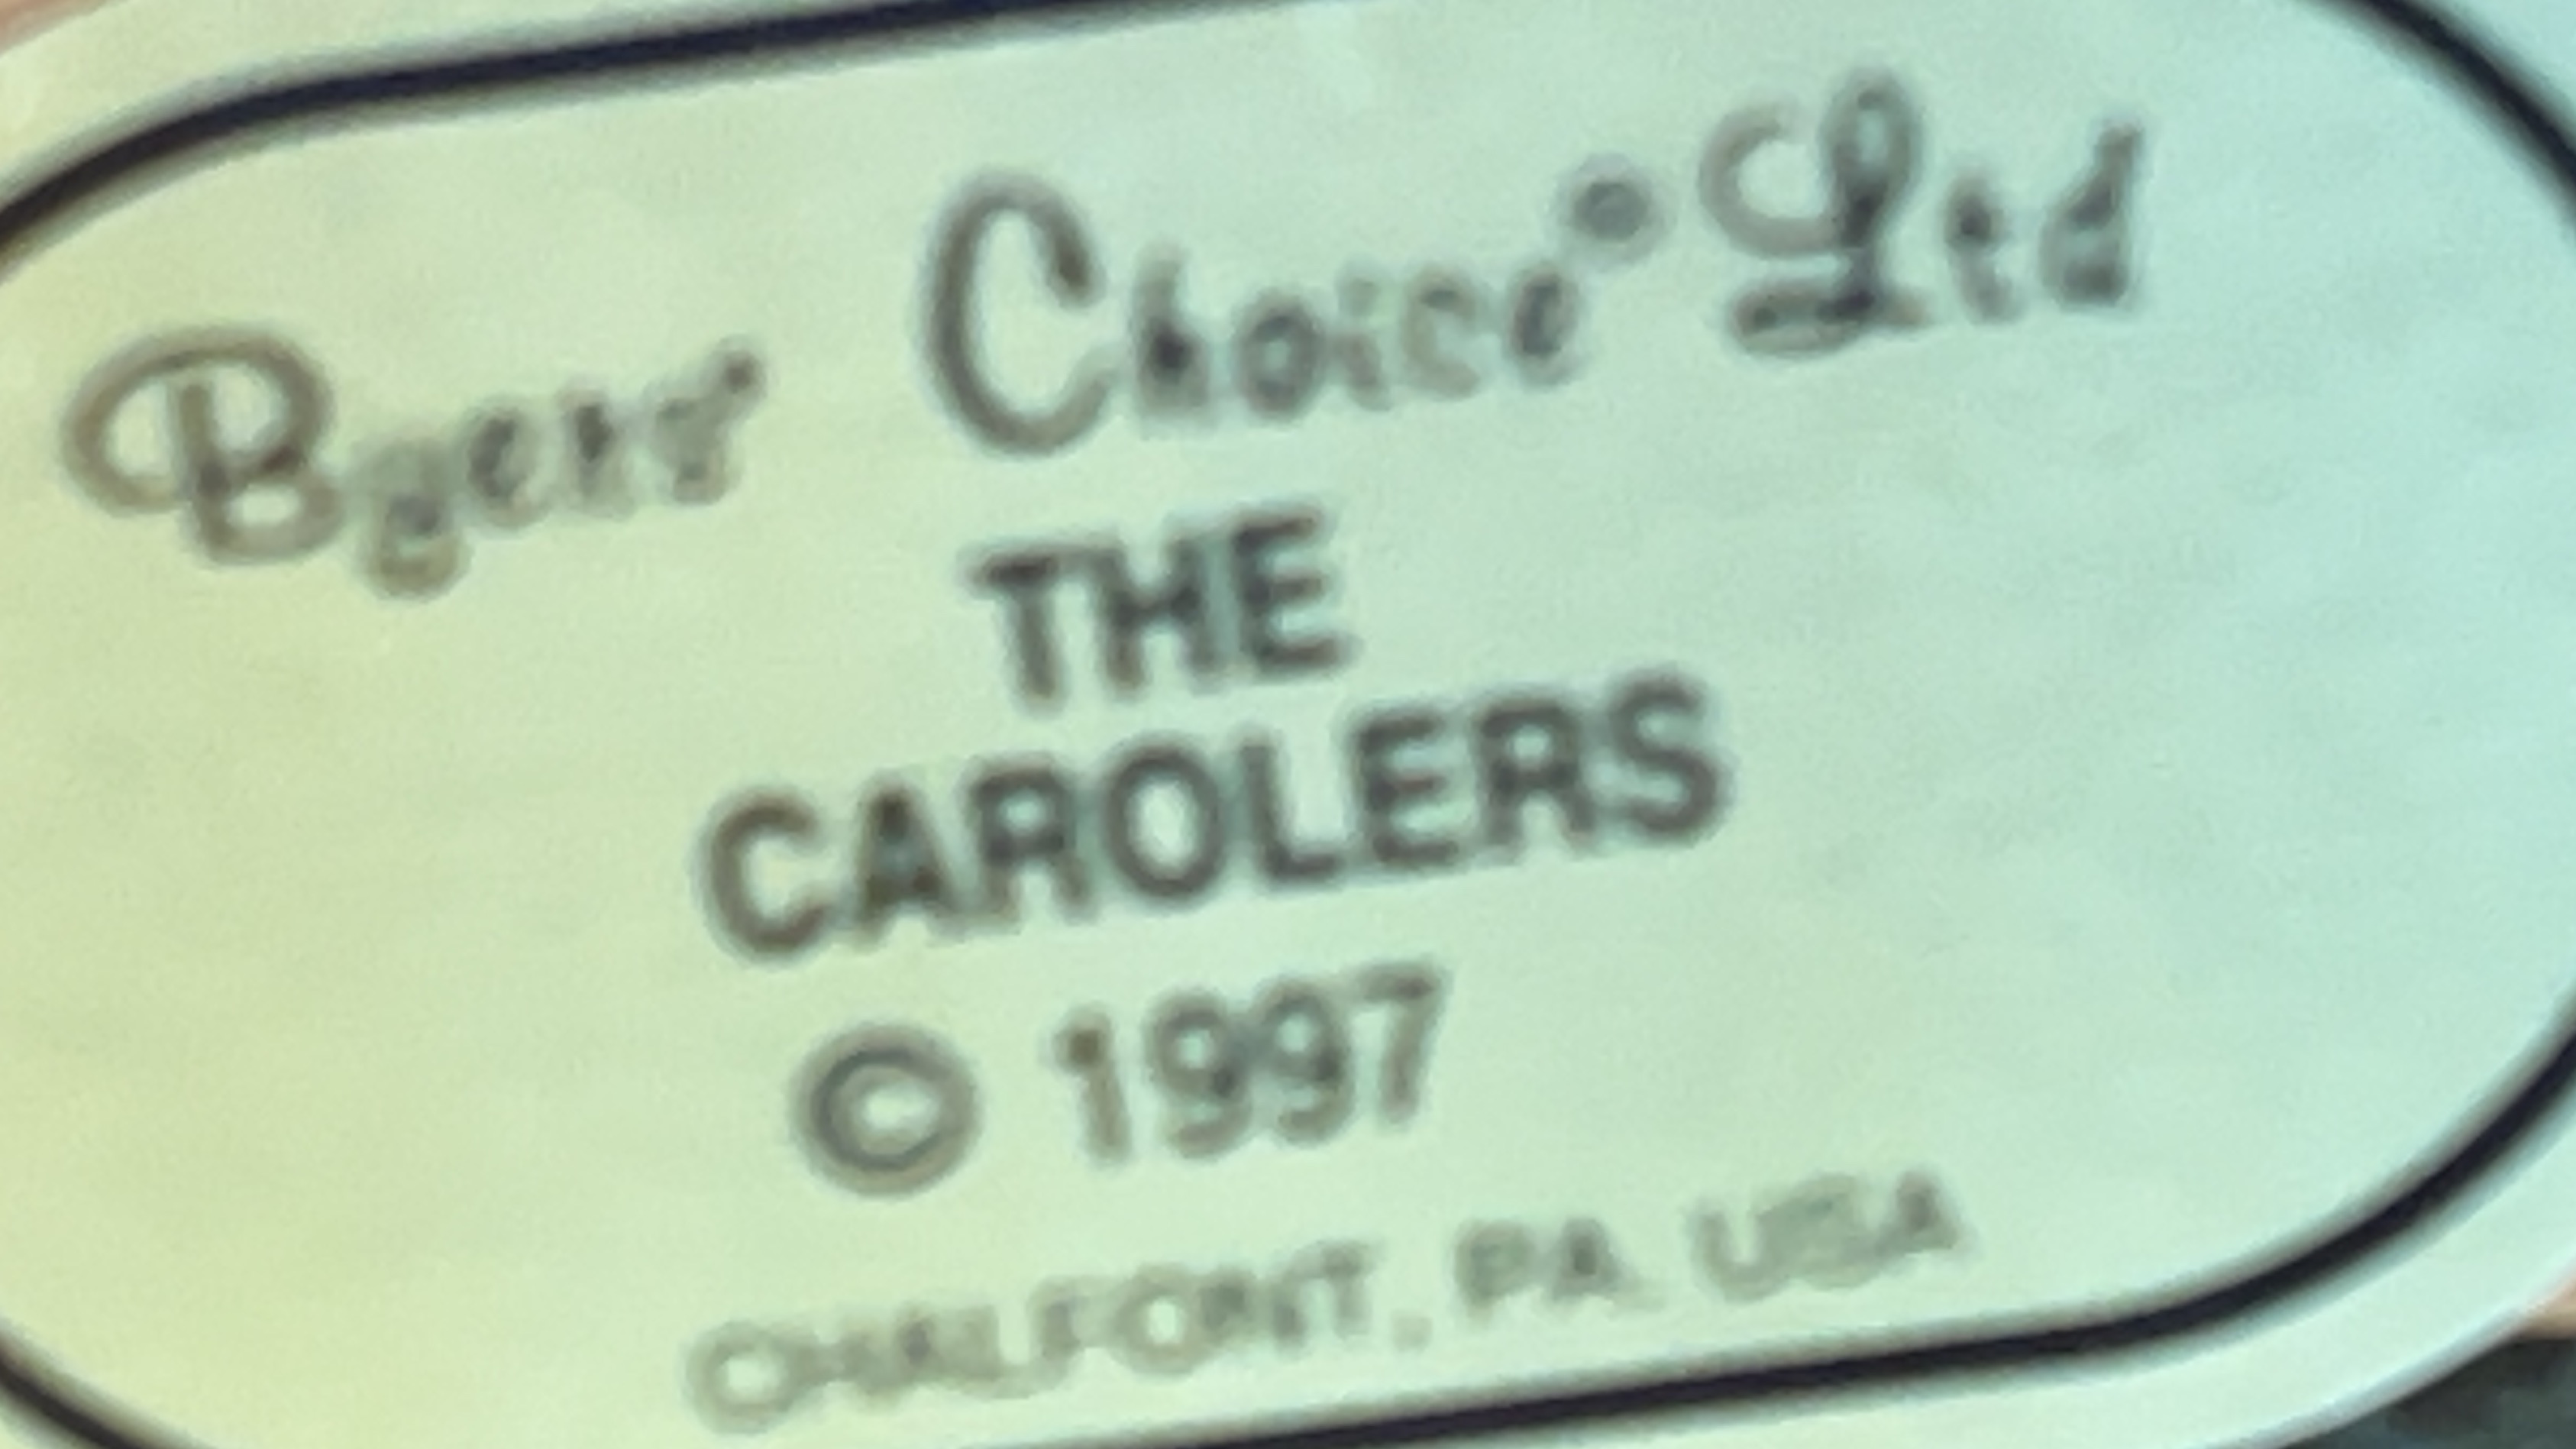 Byers' Choice® Ltd
THE
CAROLERS
© 1997
CHALFONT, PA USA